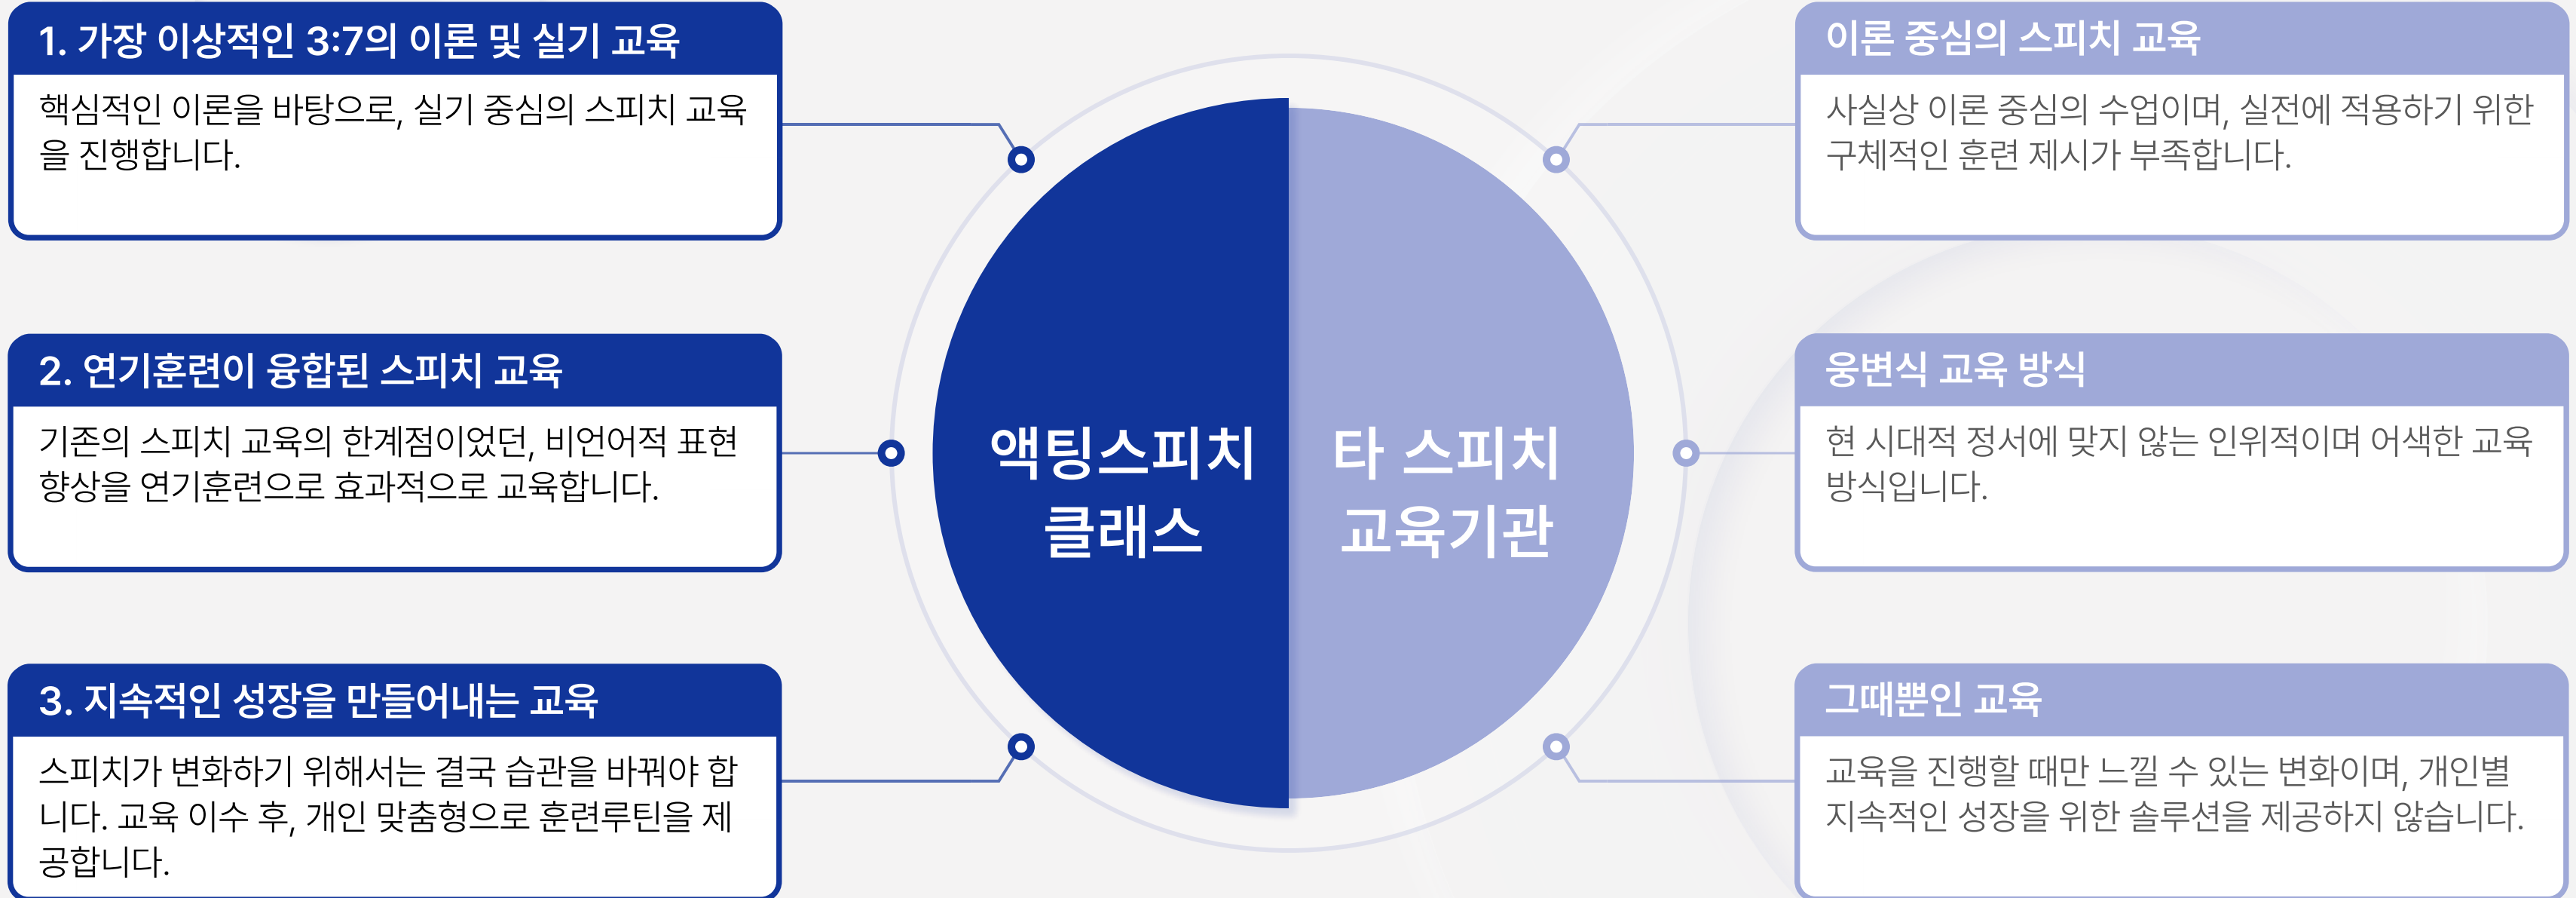 1. 가장 이상적인 3:7의 이론 및 실기 교육
핵심적인 이론을 바탕으로, 실기 중심의 스피치 교육
을 진행합니다.
2. 연기훈련이 융합된 스피치 교육
기존의 스피치 교육의 한계점이었던, 비언어적 표현
향상을 연기훈련으로 효과적으로 교육합니다.
3. 지속적인 성장을 만들어내는 교육
스피치가 변화하기 위해서는 결국 습관을 바꿔야 합
니다. 교육 이수 후, 개인 맞춤형으로 훈련루틴을 제
공합니다.
액팅스피치
클래스
타 스피치
교육기관
이론 중심의 스피치 교육
사실상 이론 중심의 수업이며, 실전에 적용하기 위한
구체적인 훈련 제시가 부족합니다.
웅변식 교육 방식
현 시대적 정서에 맞지 않는 인위적이며 어색한 교육
방식입니다.
그때뿐인 교육
교육을 진행할 때만 느낄 수 있는 변화이며, 개인별
지속적인 성장을 위한 솔루션을 제공하지 않습니다.